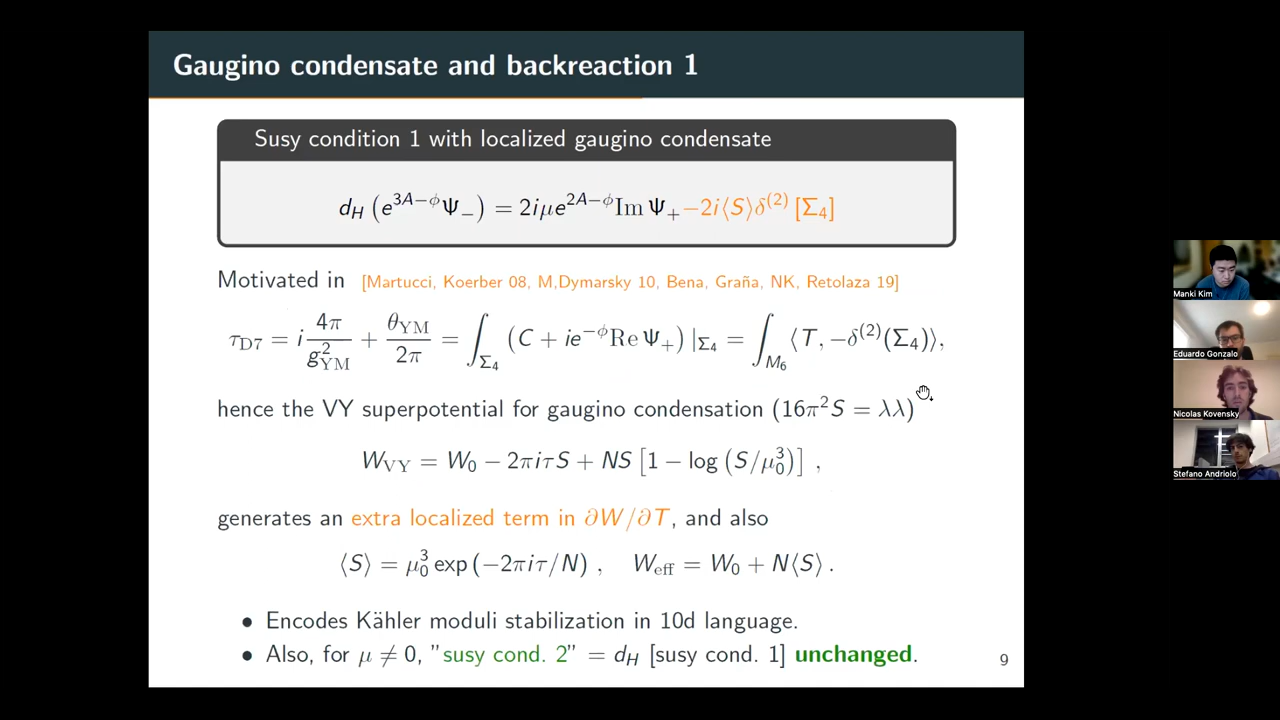 Gaugino condensate and backreaction 1
Susy condition 1 with localized gaugino condensate
d_H (e^{3A−ϕ}Ψ_−) = 2iμe^{2A−ϕ}Im Ψ_+ −2i⟨S⟩δ^{(2)} [Σ_4]
Motivated in [Martucci, Koerber 08, M,Dymarsky 10, Bena, Graña, NK, Retolaza 19]
τ_{D7} = i 4π/g²_{YM} + θ_{YM}/2π = ∫_{Σ_4} (C + ie^{−ϕ}Re Ψ_+) |_{Σ_4} = ∫_{M_6} ⟨T, −δ^{(2)}(Σ_4)⟩,
hence the VY superpotential for gaugino condensation (16π²S = λλ)
W_{VY} = W_0 − 2πiτS + NS [1 − log (S/μ_0^3)] ,
generates an extra localized term in ∂W/∂T, and also
⟨S⟩ = μ_0^3 exp (−2πiτ/N) , W_{eff} = W_0 + N⟨S⟩ .
• Encodes Kähler moduli stabilization in 10d language.
• Also, for μ ≠ 0, "susy cond. 2" = d_H [susy cond. 1] unchanged.
9
Manki Kim
Eduardo Gonzalo
Nicolas Kovensky
Stefano Andriolo